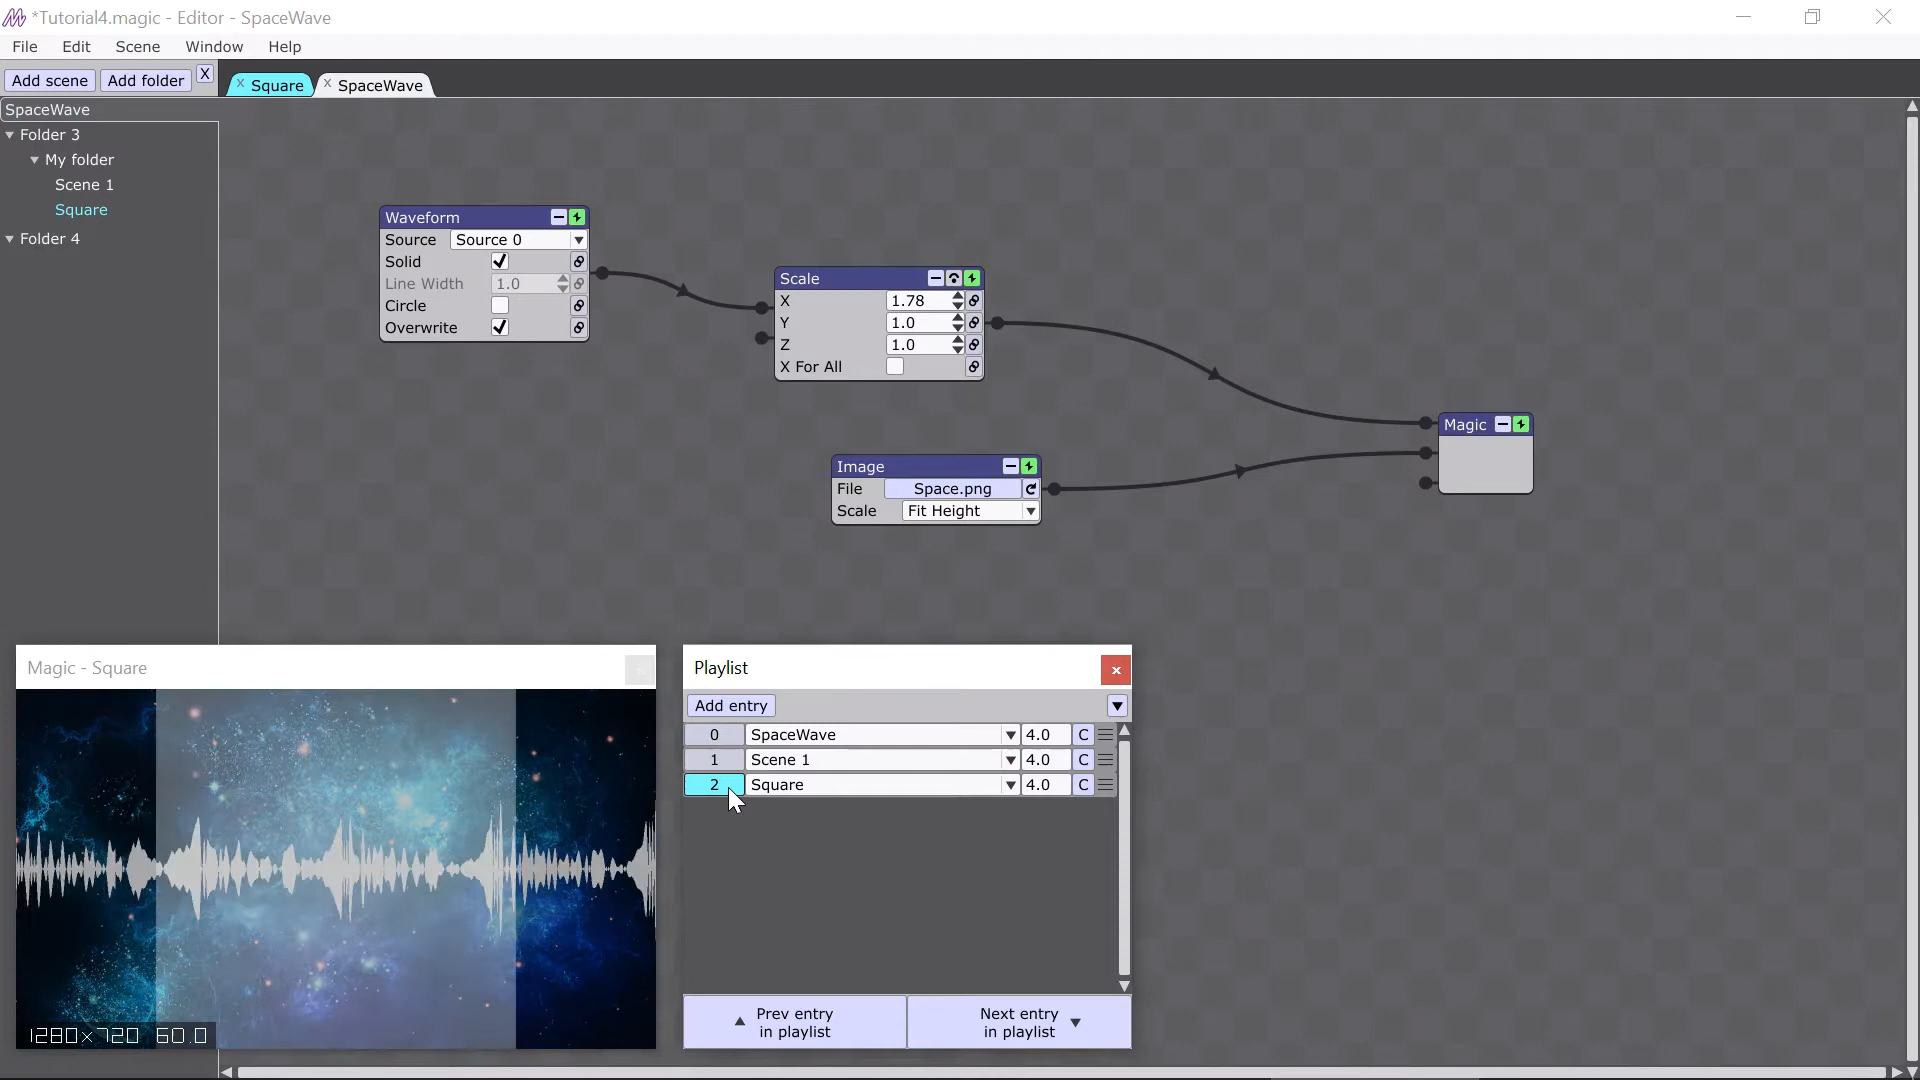 *Tutorial4.magic - Editor - SpaceWave
File Edit Scene Window Help
Add scene Add folder X
x Square x SpaceWave
SpaceWave
Folder 3
My folder
Scene 1
Square
Folder 4
Waveform
Source Source 0
Solid
Line Width 1.0
Circle
Overwrite
Scale
X 1.78
Y 1.0
Z 1.0
X For All
Image
File Space.png
Scale Fit Height
Magic
Magic - Square
1280x720 60.0
Playlist
Add entry
0 SpaceWave 4.0 C
1 Scene 1 4.0 C
2 Square 4.0 C
Prev entry
in playlist
Next entry
in playlist